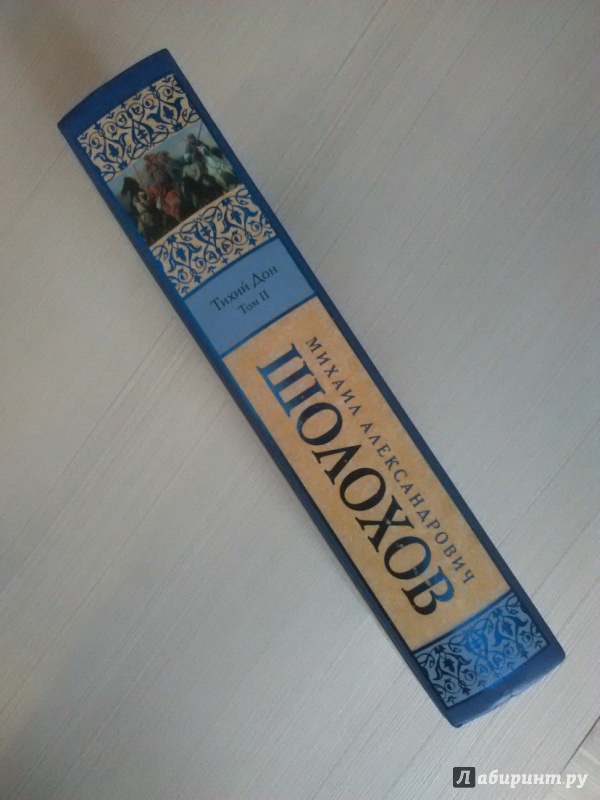 Тихий Дон
Том II
МИХАИЛ АЛЕКСАНДРОВИЧ
ШОЛОХОВ
Лабиринт.ру